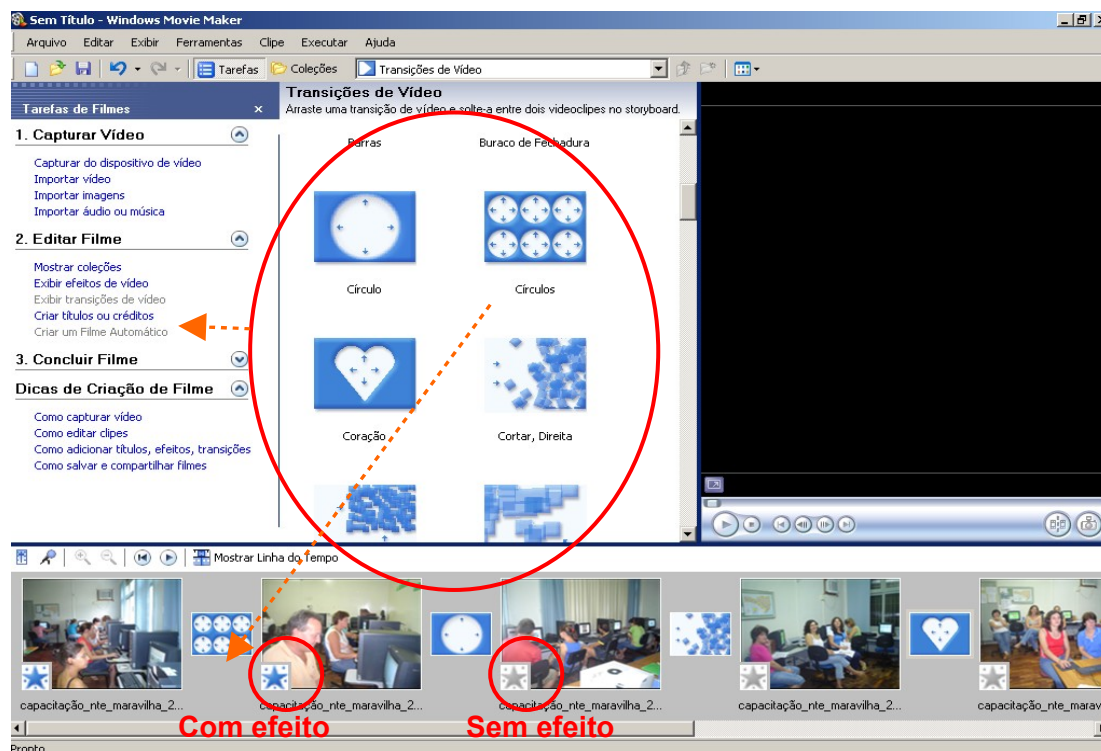 Sem Título - Windows Movie Maker
Arquivo Editar Exibir Ferramentas Clipe Executar Ajuda
Tarefas Coleções Transições de Vídeo
Tarefas de Filmes ×
1. Capturar Vídeo
Capturar do dispositivo de vídeo
Importar vídeo
Importar imagens
Importar áudio ou música
2. Editar Filme
Mostrar coleções
Exibir efeitos de vídeo
Exibir transições de vídeo
Criar títulos ou créditos
Criar um Filme Automático
3. Concluir Filme
Dicas de Criação de Filme
Como capturar vídeo
Como editar clipes
Como adicionar títulos, efeitos, transições
Como salvar e compartilhar filmes
Transições de Vídeo
Arraste uma transição de vídeo e solte-a entre dois videoclipes no storyboard.
Barras Buraco de Fechadura
Círculo Círculos
Coração Cortar, Direita
Mostrar Linha do Tempo
capacitação_nte_maravilha_2... capacitação_nte_maravilha_2... capacitação_nte_maravilha_2... capacitação_nte_maravilha_2... capacitação_nte_marav
Com efeito Sem efeito
Pronto